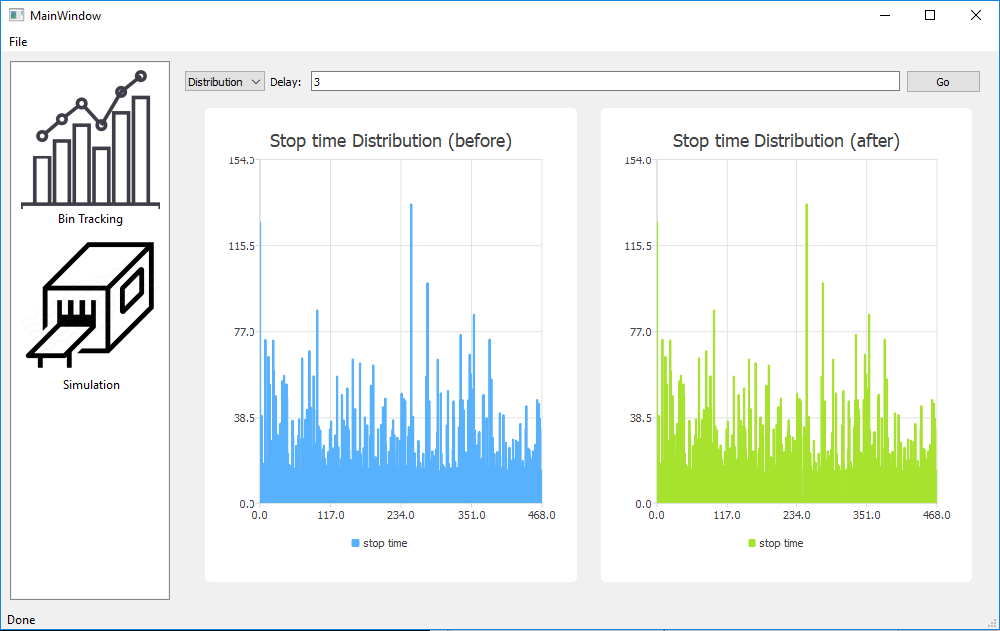 MainWindow
File
Distribution Delay: 3 Go
Bin Tracking
Simulation
Stop time Distribution (before)
154.0
115.5
77.0
38.5
0.0
0.0 117.0 234.0 351.0 468.0
stop time
Stop time Distribution (after)
154.0
115.5
77.0
38.5
0.0
0.0 117.0 234.0 351.0 468.0
stop time
Done